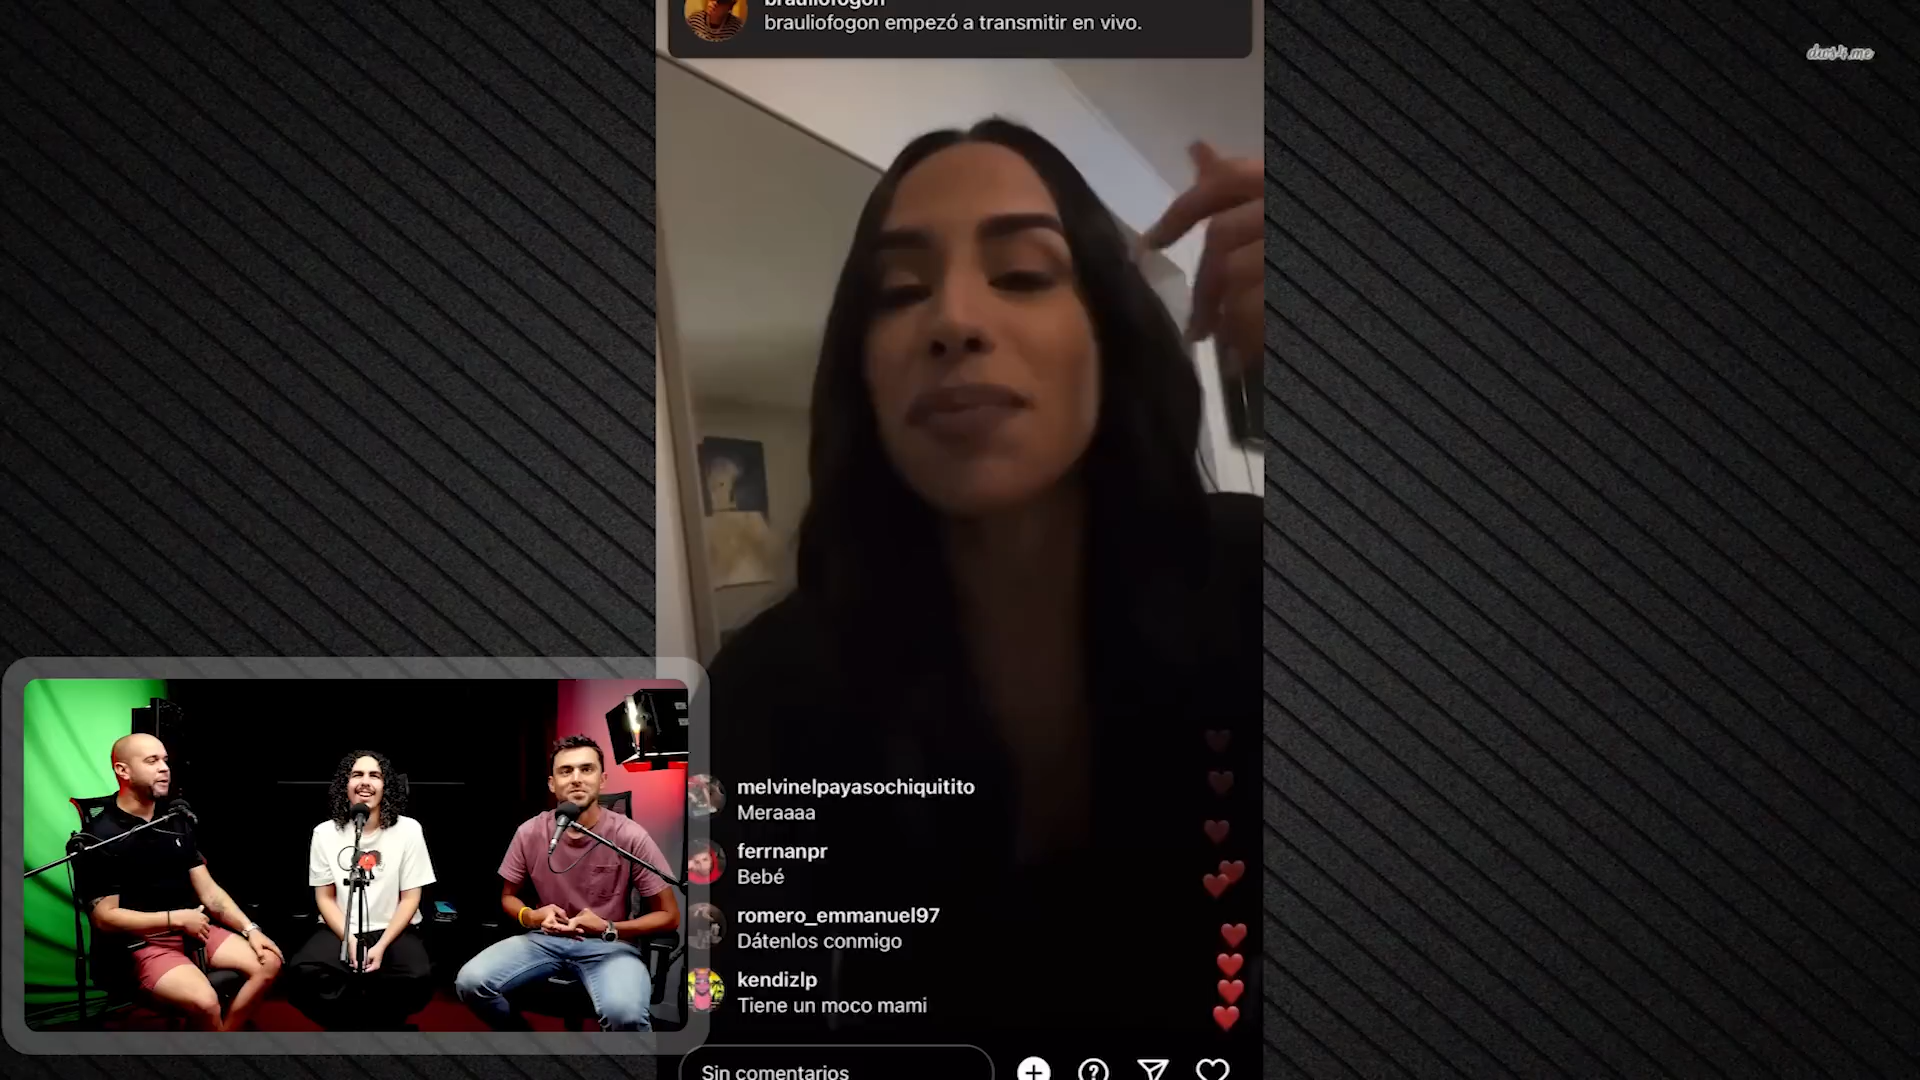 brauliofogon
brauliofogon empezó a transmitir en vivo.
melvinelpayasochiquitito
Meraaaa
ferrnanpr
Bebé
romero_emmanuel97
Dátenlos conmigo
kendizlp
Tiene un moco mami
Sin comentarios